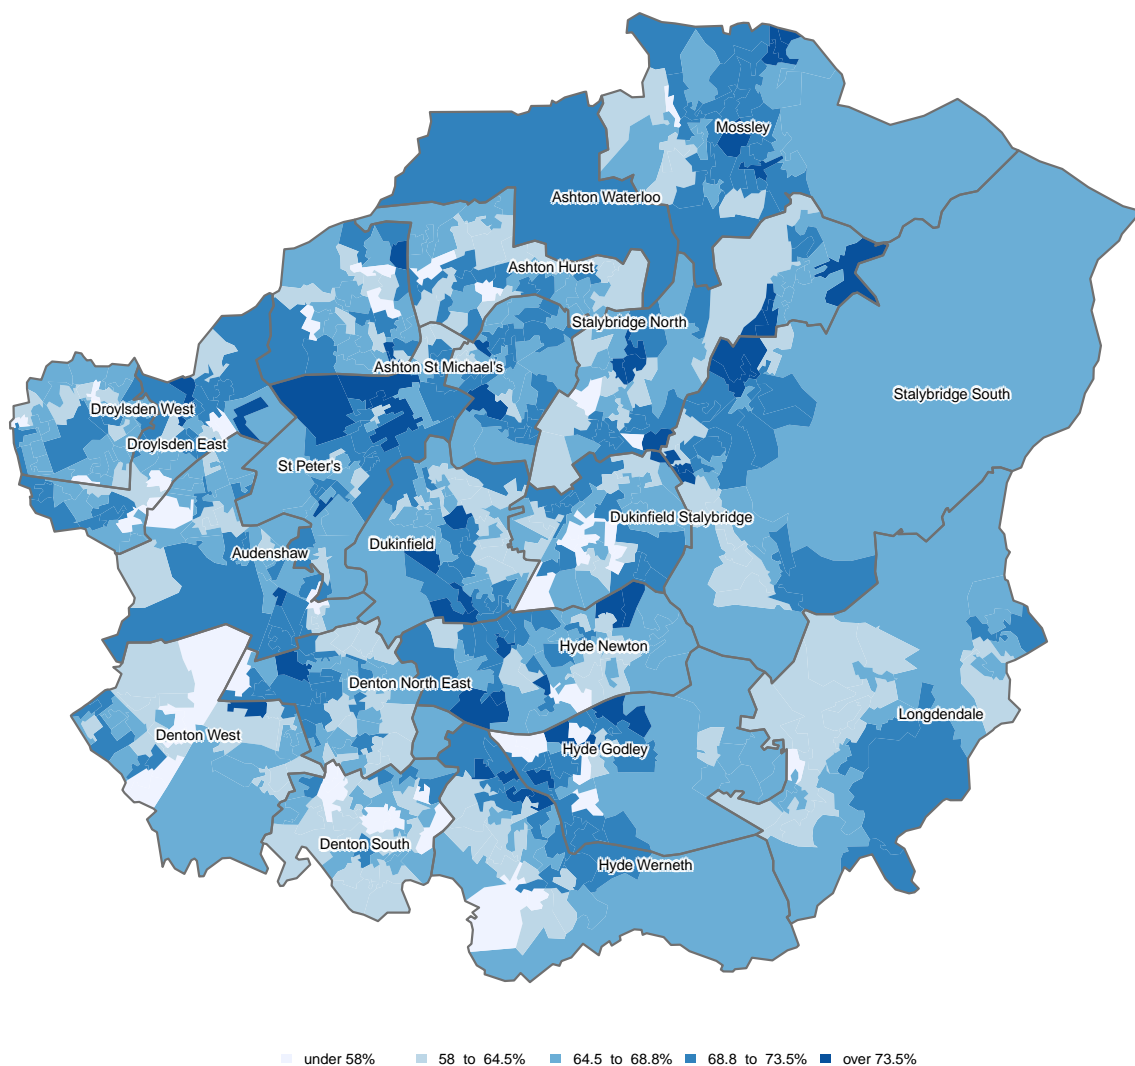 Mossley
Ashton Waterloo
Ashton Hurst
Stalybridge North
Ashton St Michael's
Stalybridge South
Droylsden West
Droylsden East
St Peter's
Dukinfield Stalybridge
Dukinfield
Audenshaw
Hyde Newton
Denton North East
Longdendale
Denton West
Hyde Godley
Denton South
Hyde Werneth
under 58% 58 to 64.5% 64.5 to 68.8% 68.8 to 73.5% over 73.5%